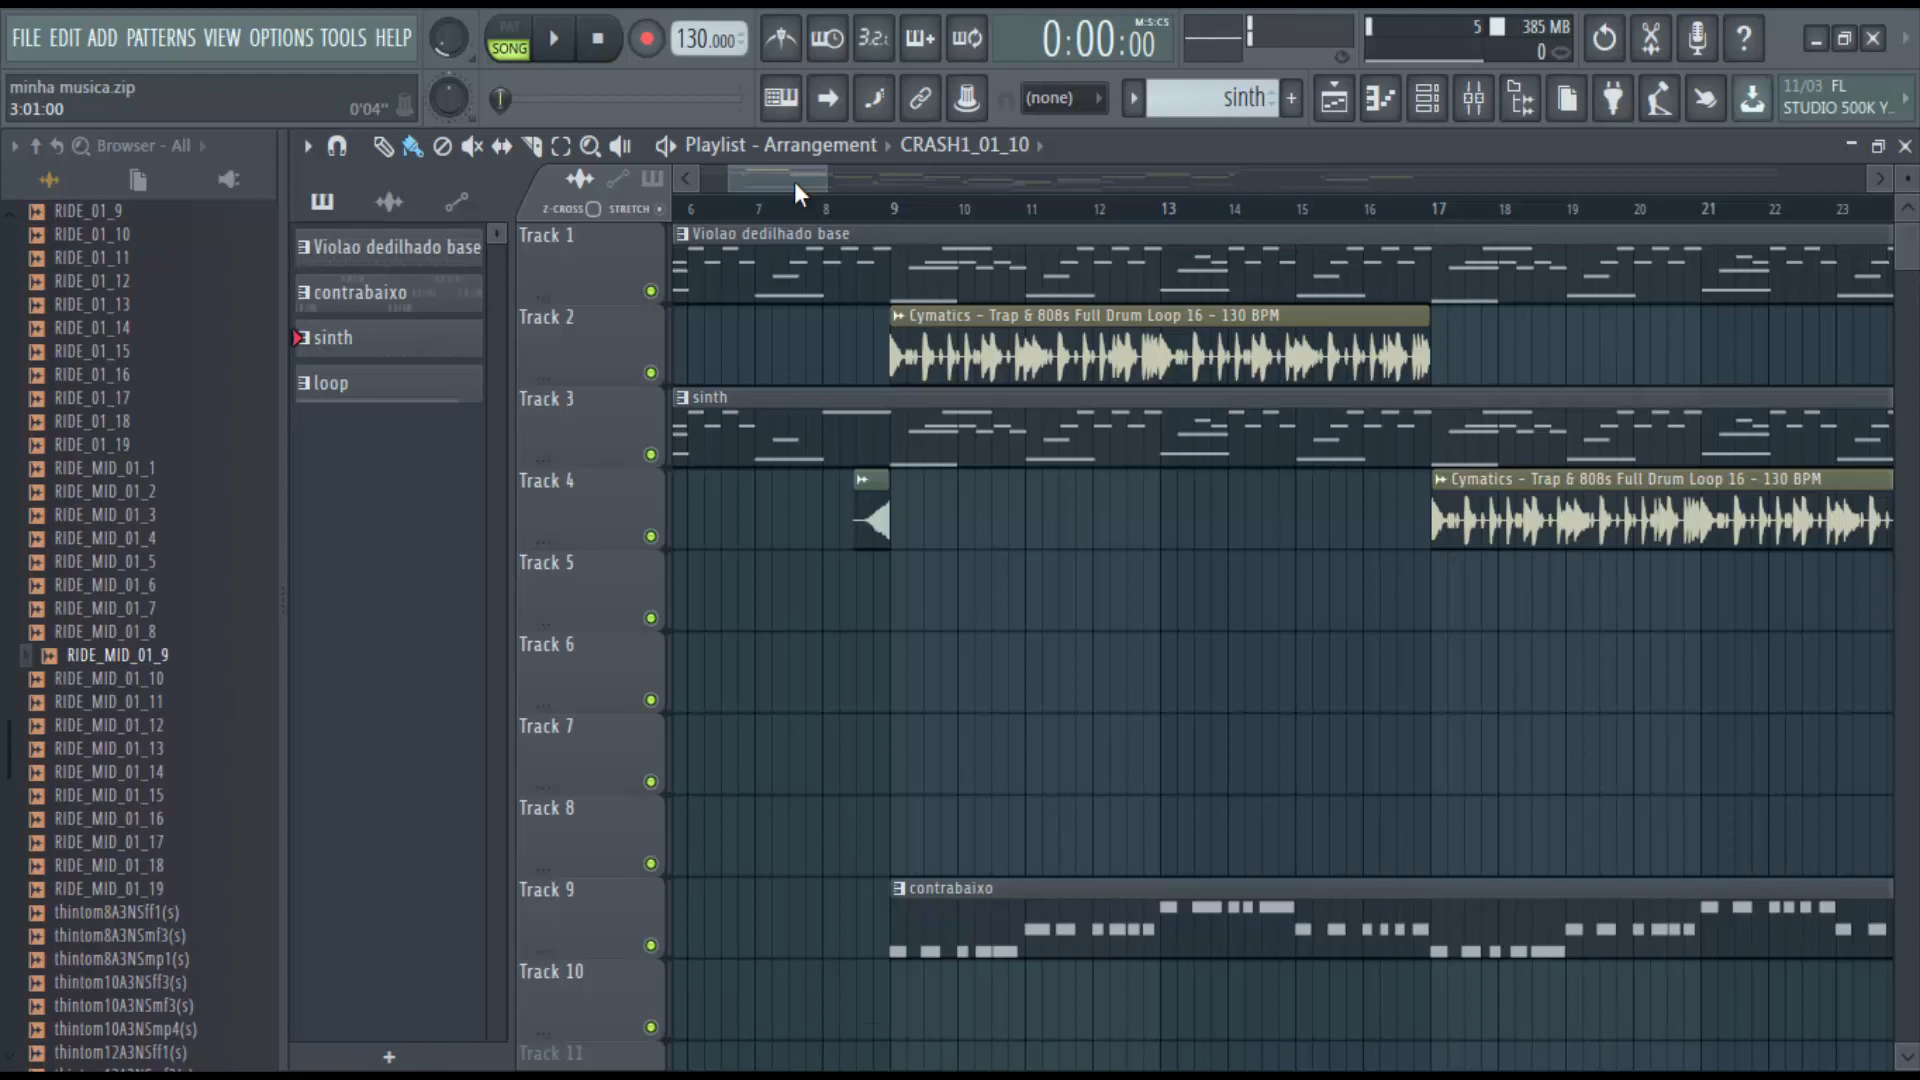 FILE EDIT ADD PATTERNS VIEW OPTIONS TOOLS HELP
PAT
SONG
130.000
3.2.
0:00:00
M:S:CS
5
385 MB
0
minha musica.zip
3:01:00
0'04"
(none)
sinth
11/03 FL
STUDIO 500K Y..
Browser - All
Playlist - Arrangement
CRASH1_01_10
Z-CROSS
STRETCH
6 7 8 9 10 11 12 13 14 15 16 17 18 19 20 21 22 23
RIDE_01_9
RIDE_01_10
RIDE_01_11
RIDE_01_12
RIDE_01_13
RIDE_01_14
RIDE_01_15
RIDE_01_16
RIDE_01_17
RIDE_01_18
RIDE_01_19
RIDE_MID_01_1
RIDE_MID_01_2
RIDE_MID_01_3
RIDE_MID_01_4
RIDE_MID_01_5
RIDE_MID_01_6
RIDE_MID_01_7
RIDE_MID_01_8
RIDE_MID_01_9
RIDE_MID_01_10
RIDE_MID_01_11
RIDE_MID_01_12
RIDE_MID_01_13
RIDE_MID_01_14
RIDE_MID_01_15
RIDE_MID_01_16
RIDE_MID_01_17
RIDE_MID_01_18
RIDE_MID_01_19
thintom8A3NSff1(s)
thintom8A3NSmf3(s)
thintom8A3NSmp1(s)
thintom10A3NSff3(s)
thintom10A3NSmf3(s)
thintom10A3NSmp4(s)
thintom12A3NSff1(s)
Violao dedilhado base
contrabaixo
sinth
loop
Track 1
Violao dedilhado base
Track 2
Cymatics - Trap & 808s Full Drum Loop 16 - 130 BPM
Track 3
sinth
Track 4
Cymatics - Trap & 808s Full Drum Loop 16 - 130 BPM
Track 5
Track 6
Track 7
Track 8
Track 9
contrabaixo
Track 10
Track 11